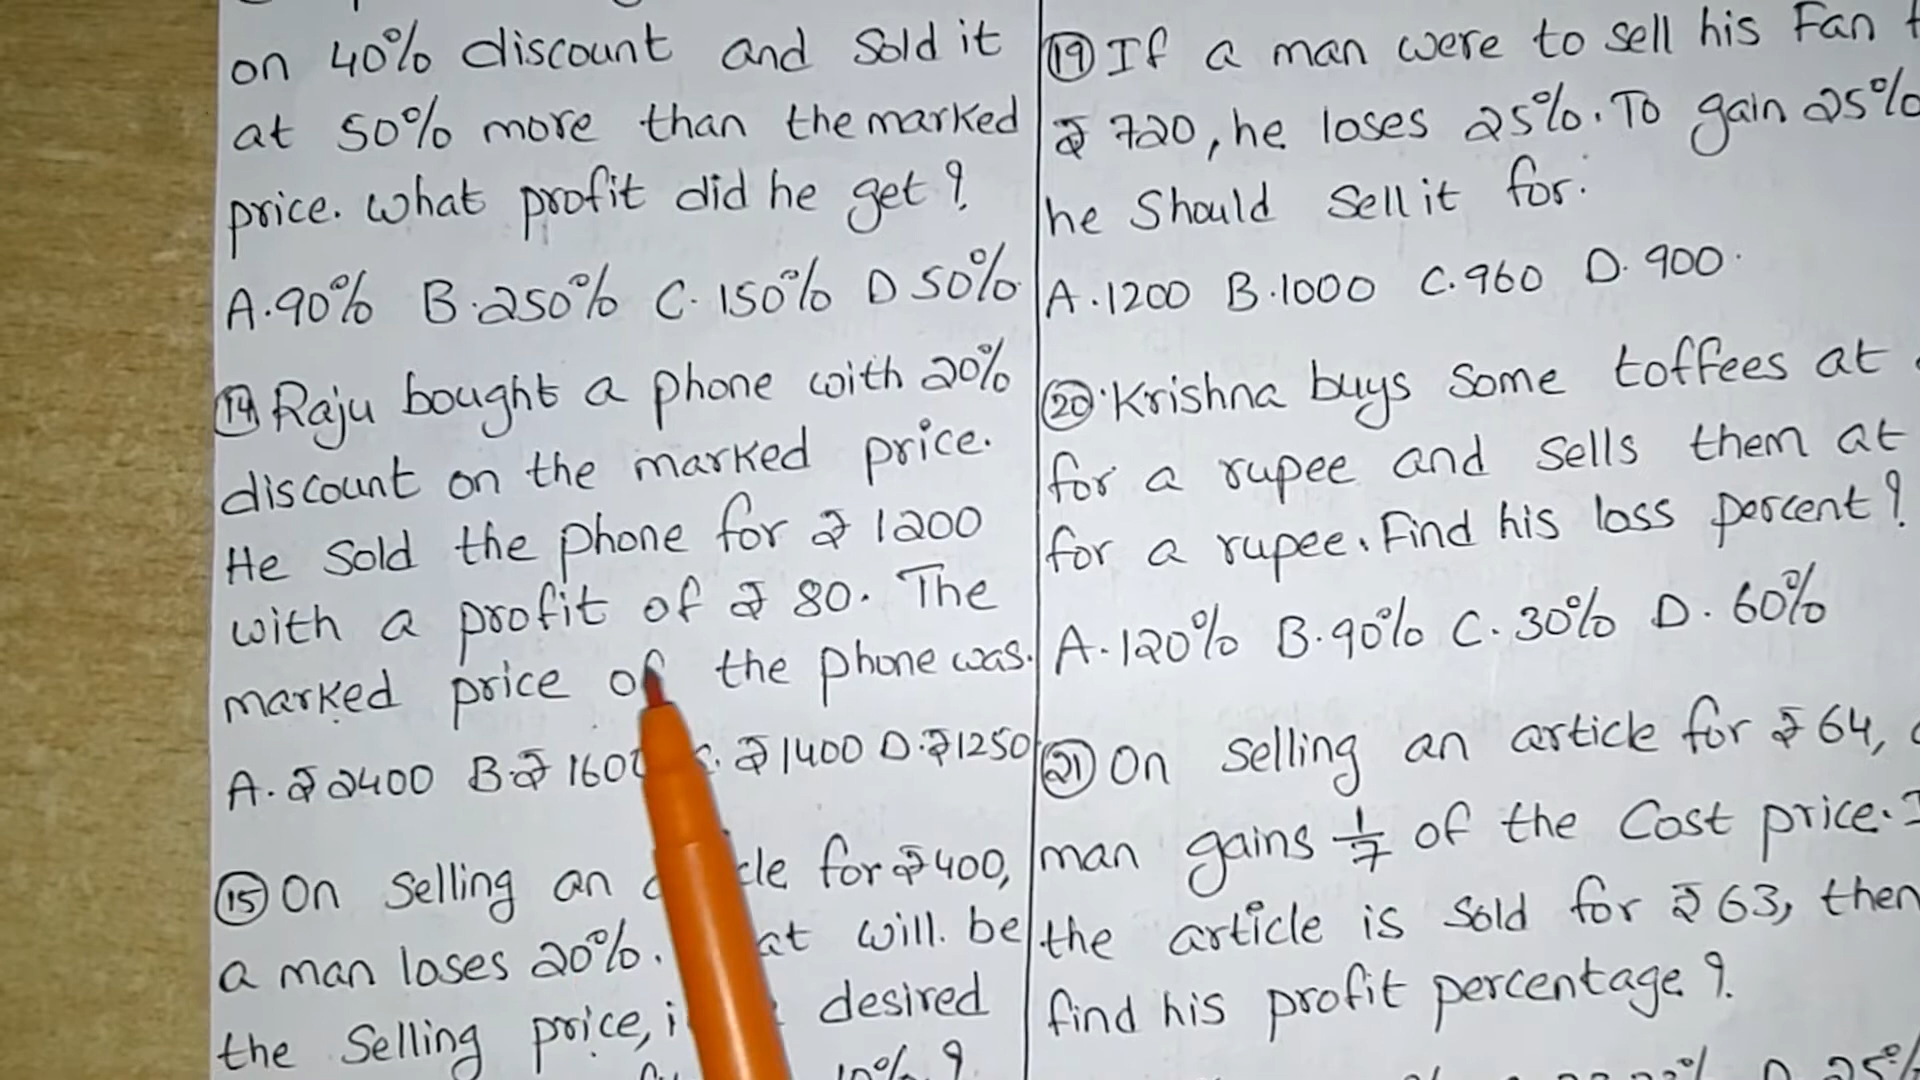 on 40% discount and sold it
at 50% more than the marked
price. what profit did he get?
A.90% B.250% C.150% D 50%
(14) Raju bought a phone with 20%
discount on the marked price.
He sold the phone for ₹ 1200
with a profit of ₹ 80. The
marked price of the phone was.
A.₹2400 B.₹ 1600 C.₹1400 D.₹1250
(15) On selling an for ₹400,
a man loses 20%. will be
the selling price, desired
10% ?
(19) If a man were to sell his Fan
₹ 720, he loses 25%. To gain 25%
he should sell it for.
A.1200 B.1000 C.960 D.900.
(20) Krishna buys some toffees at
for a rupee and sells them at
for a rupee. Find his loss percent?
A.120% B.90% C.30% D.60%
(21) On selling an article for ₹64,
man gains 1/7 of the cost price.
the article is sold for ₹63, then
find his profit percentage?
D.25%